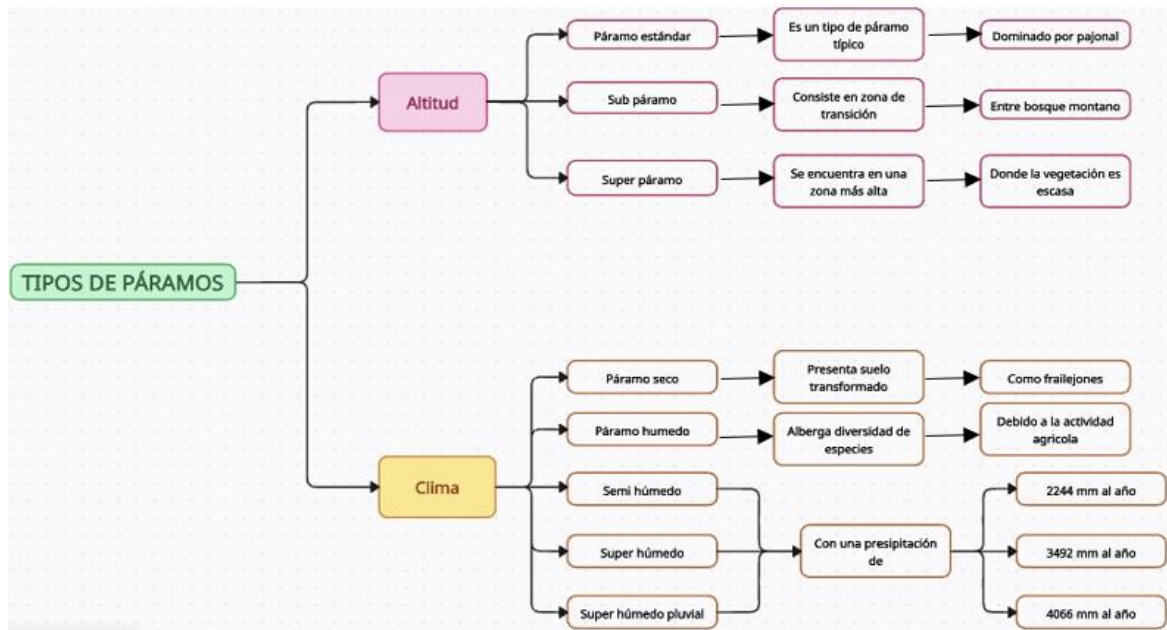 Páramo estándar
Es un tipo de páramo
típico
Dominado por pajonal
Altitud
Sub páramo
Consiste en zona de
transición
Entre bosque montano
Super páramo
Se encuentra en una
zona más alta
Donde la vegetación es
escasa
TIPOS DE PÁRAMOS
Páramo seco
Presenta suelo
transformado
Como frailejones
Páramo humedo
Alberga diversidad de
especies
Debido a la actividad
agricola
Clima
Semi húmedo
2244 mm al año
Super húmedo
Con una presipitación
de
3492 mm al año
Super húmedo pluvial
4066 mm al año